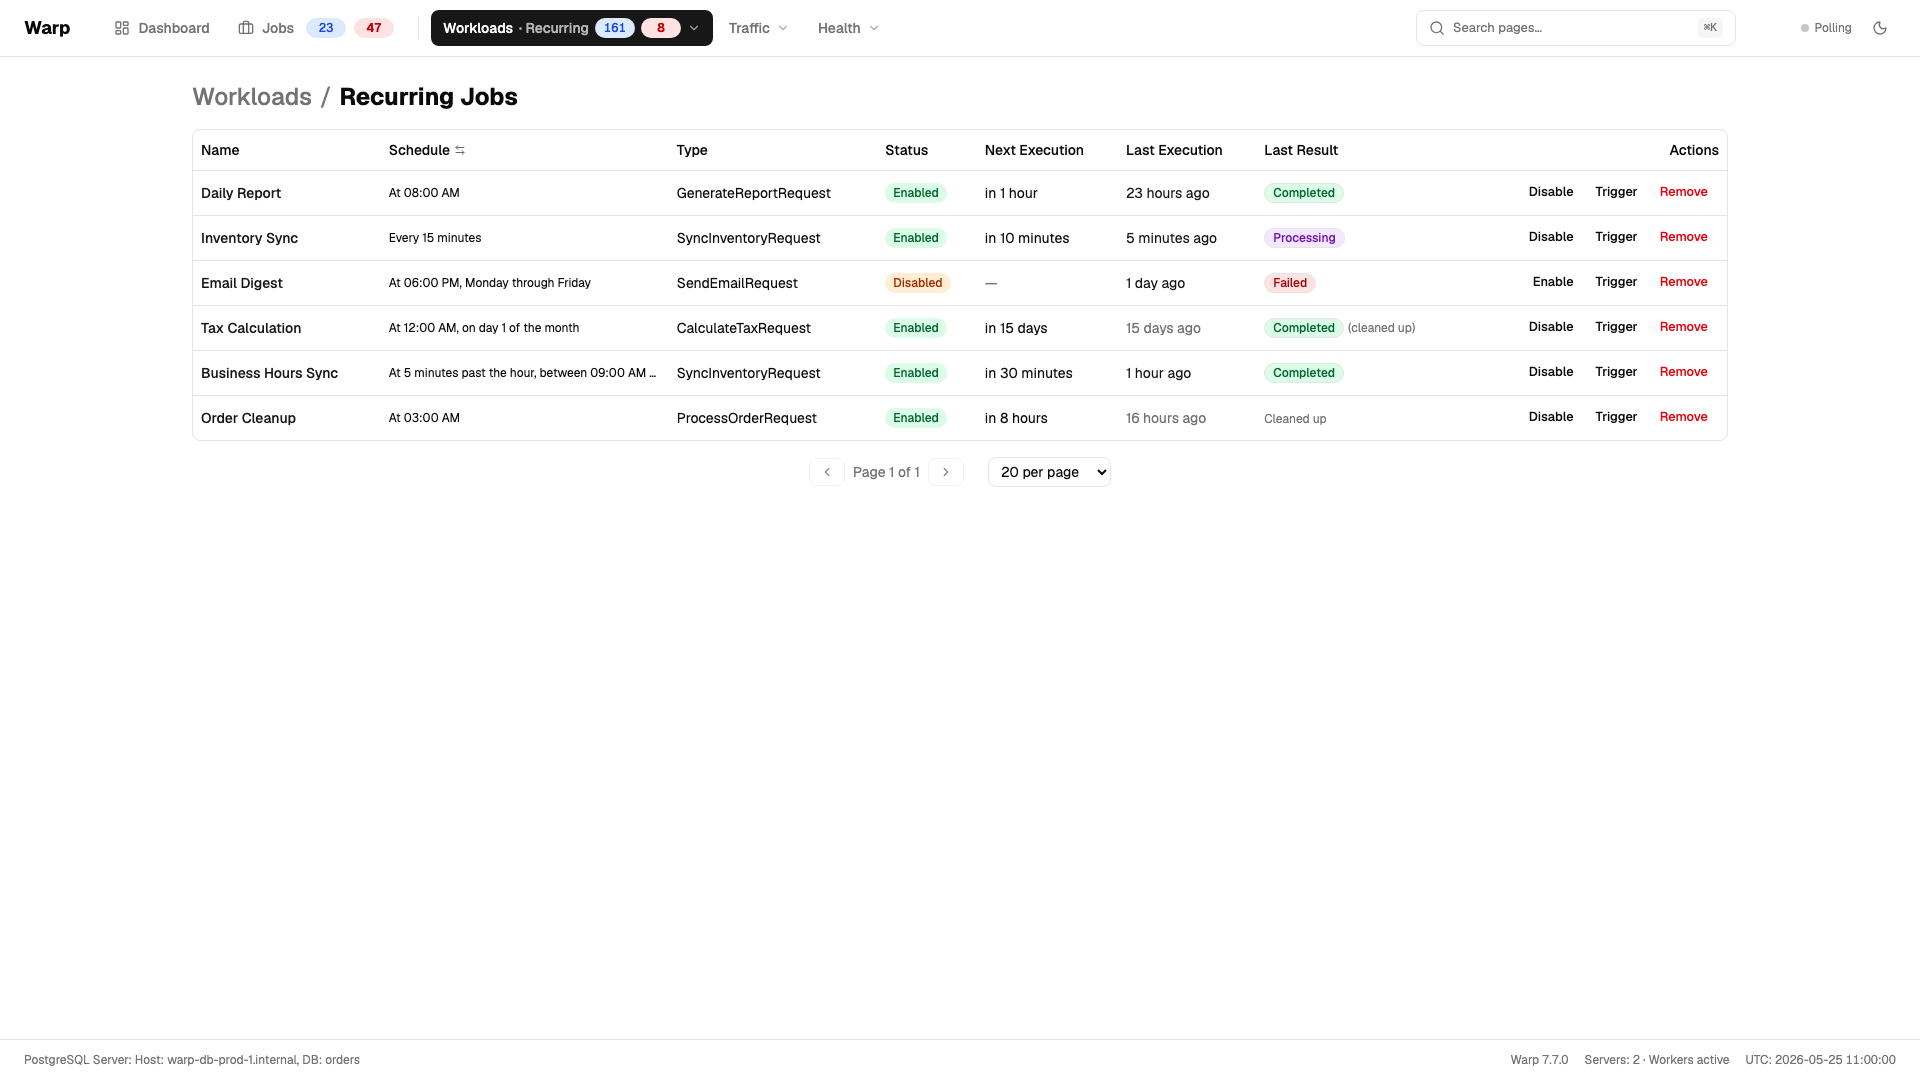 Warp Dashboard Jobs 23 47 Workloads · Recurring 161 8 Traffic Health Search pages... ⌘K Polling
Workloads / Recurring Jobs
Name Schedule Type Status Next Execution Last Execution Last Result Actions
Daily Report At 08:00 AM GenerateReportRequest Enabled in 1 hour 23 hours ago Completed Disable Trigger Remove
Inventory Sync Every 15 minutes SyncInventoryRequest Enabled in 10 minutes 5 minutes ago Processing Disable Trigger Remove
Email Digest At 06:00 PM, Monday through Friday SendEmailRequest Disabled — 1 day ago Failed Enable Trigger Remove
Tax Calculation At 12:00 AM, on day 1 of the month CalculateTaxRequest Enabled in 15 days 15 days ago Completed (cleaned up) Disable Trigger Remove
Business Hours Sync At 5 minutes past the hour, between 09:00 AM ... SyncInventoryRequest Enabled in 30 minutes 1 hour ago Completed Disable Trigger Remove
Order Cleanup At 03:00 AM ProcessOrderRequest Enabled in 8 hours 16 hours ago Cleaned up Disable Trigger Remove
Page 1 of 1 20 per page
PostgreSQL Server: Host: warp-db-prod-1.internal, DB: orders Warp 7.7.0 Servers: 2 · Workers active UTC: 2026-05-25 11:00:00